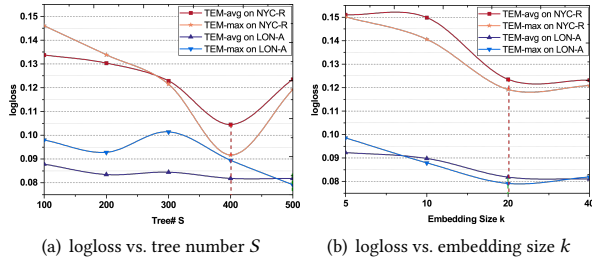 0.15
0.14
0.13
0.12
0.11
0.10
0.09
0.08
logloss
100
200
300
400
500
Tree# S
TEM-avg on NYC-R
TEM-max on NYC-R
TEM-avg on LON-A
TEM-max on LON-A
(a) logloss vs. tree number S
0.15
0.14
0.13
0.12
0.11
0.10
0.09
0.08
logloss
5
10
20
40
Embedding Size k
TEM-avg on NYC-R
TEM-max on NYC-R
TEM-avg on LON-A
TEM-max on LON-A
(b) logloss vs. embedding size k